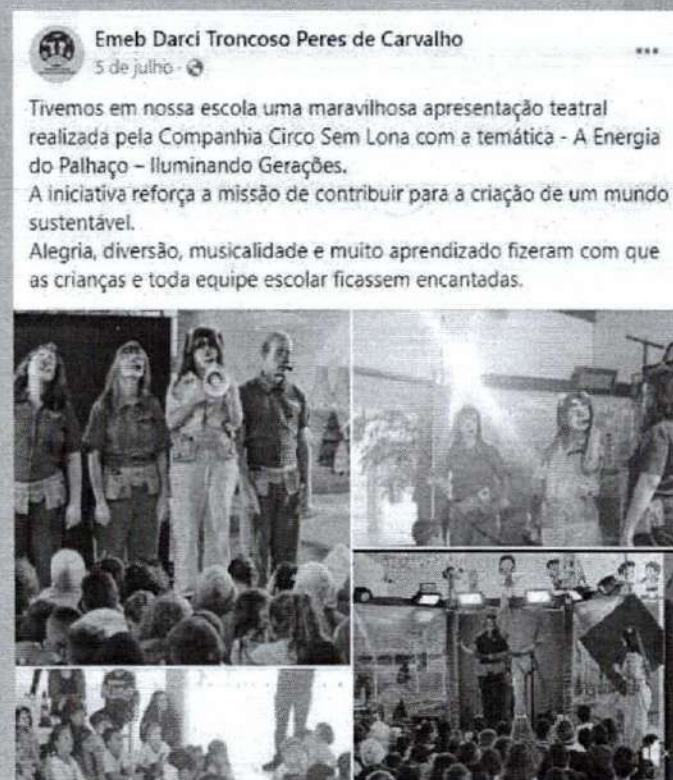 Emeb Darci Troncoso Peres de Carvalho
5 de julho ·
Tivemos em nossa escola uma maravilhosa apresentação teatral
realizada pela Companhia Circo Sem Lona com a temática - A Energia
do Palhaço – Iluminando Gerações.
A iniciativa reforça a missão de contribuir para a criação de um mundo
sustentável.
Alegria, diversão, musicalidade e muito aprendizado fizeram com que
as crianças e toda equipe escolar ficassem encantadas.